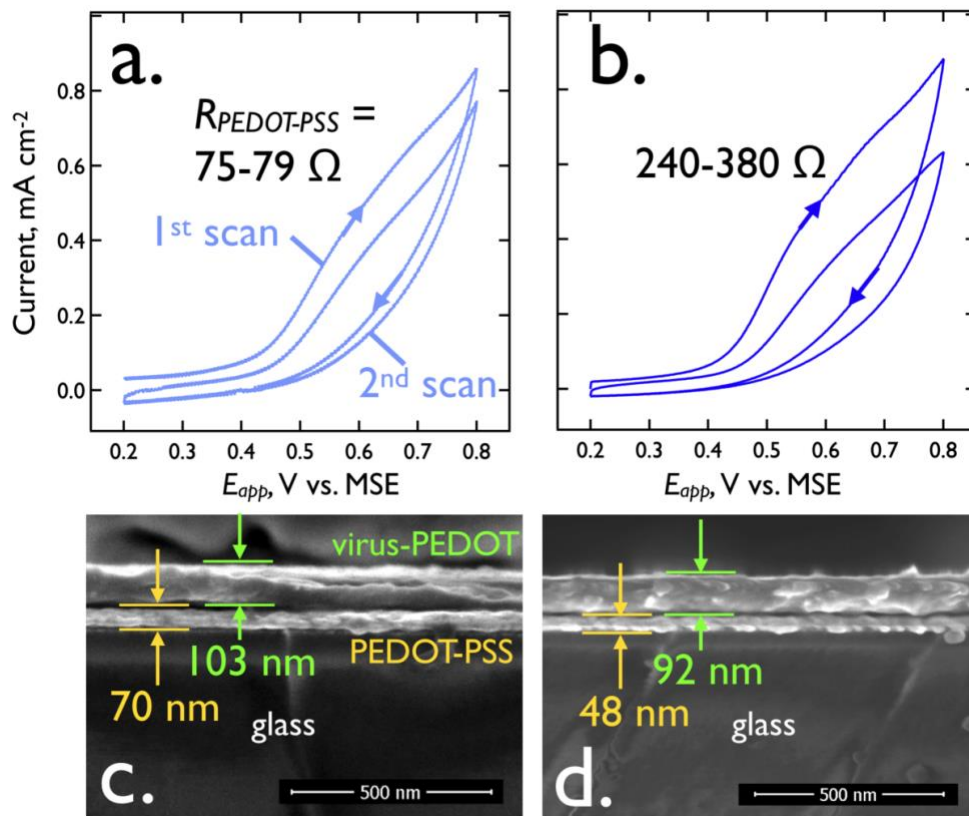 a.
R_PEDOT-PSS =
75-79 Ω
1st scan
2nd scan
Current, mA cm-2
0.8
0.6
0.4
0.2
0.0
0.2 0.3 0.4 0.5 0.6 0.7 0.8
Eapp, V vs. MSE
b.
240-380 Ω
0.2 0.3 0.4 0.5 0.6 0.7 0.8
Eapp, V vs. MSE
virus-PEDOT
103 nm
PEDOT-PSS
70 nm
glass
c.
500 nm
92 nm
48 nm
glass
d.
500 nm